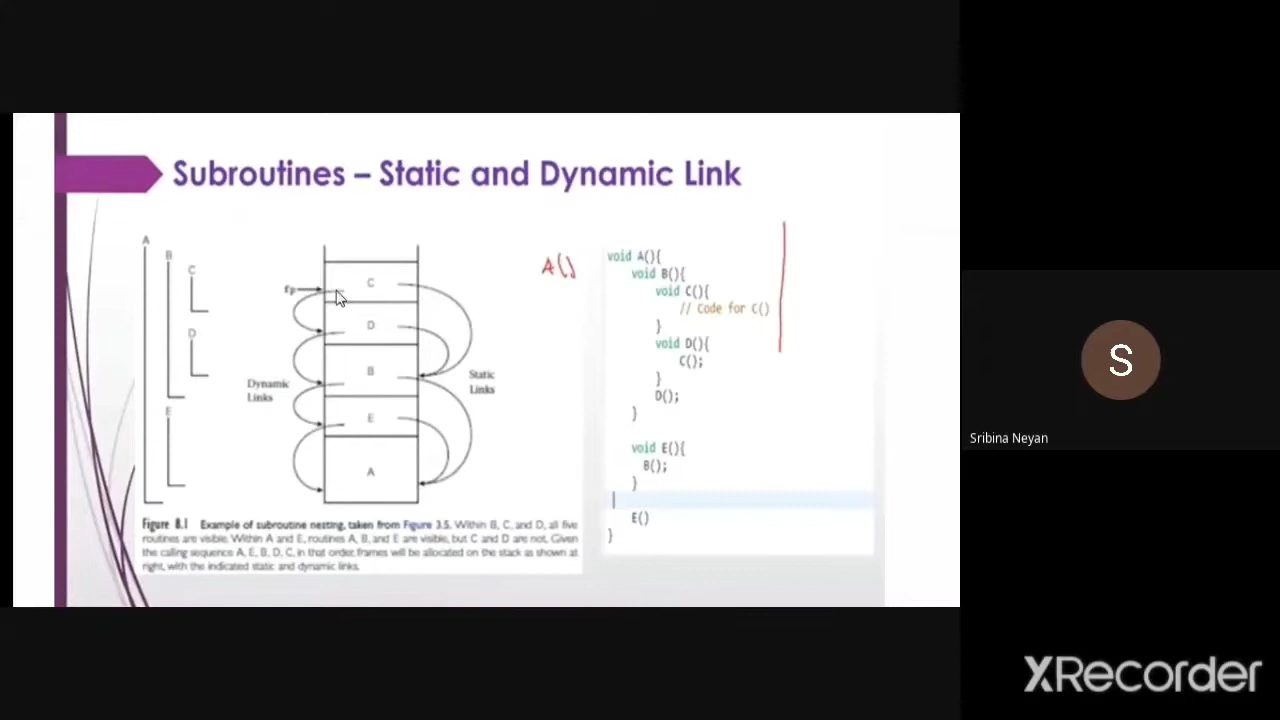 Subroutines – Static and Dynamic Link
A
B
C
D
E
fp
C
D
B
E
A
Dynamic
Links
Static
Links
A()
void A(){
void B(){
void C(){
// Code for C()
}
void D(){
C();
}
D();
}
void E(){
B();
}
E()
}
Figure 8.1 Example of subroutine nesting, taken from Figure 3.5. Within B, C, and D, all five
routines are visible. Within A and E, routines A, B, and E are visible, but C and D are not. Given
the calling sequence A, E, B, D, C, in that order, frames will be allocated on the stack as shown at
right, with the indicated static and dynamic links.
S
Sribina Neyan
XRecorder